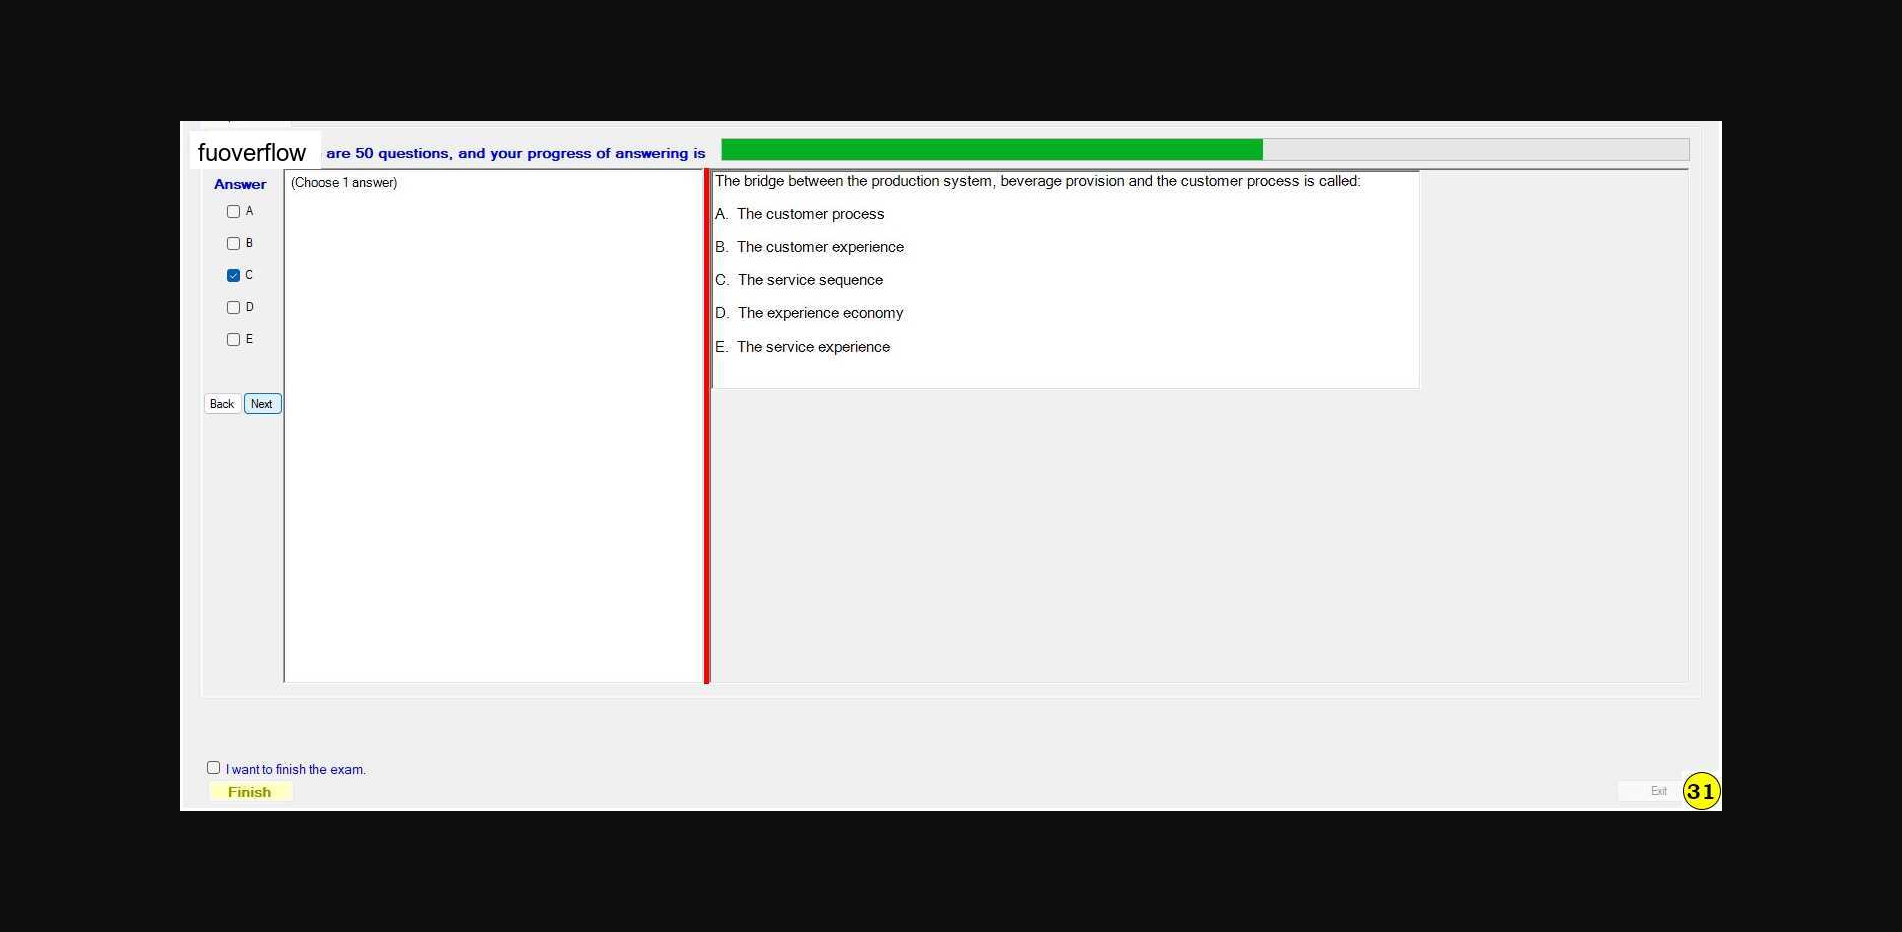 fuoverflow are 50 questions, and your progress of answering is
Answer
(Choose 1 answer)
A
B
C
D
E
Back Next
The bridge between the production system, beverage provision and the customer process is called:
A. The customer process
B. The customer experience
C. The service sequence
D. The experience economy
E. The service experience
I want to finish the exam.
Finish
Exit
31